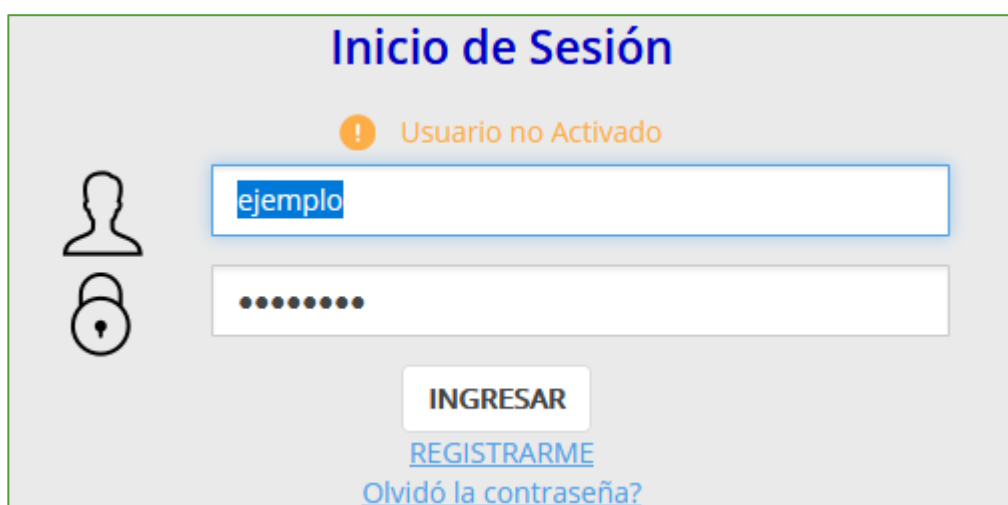 Inicio de Sesión
Usuario no Activado
ejemplo
••••••••
INGRESAR
REGISTRARME
Olvidó la contraseña?